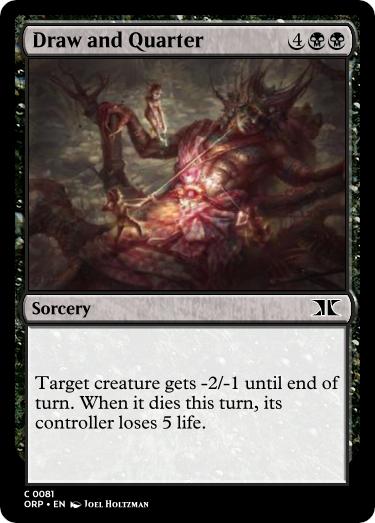 Draw and Quarter 4
Sorcery
Target creature gets -2/-1 until end of
turn. When it dies this turn, its
controller loses 5 life.
C 0081
ORP • EN Joel Holtzman